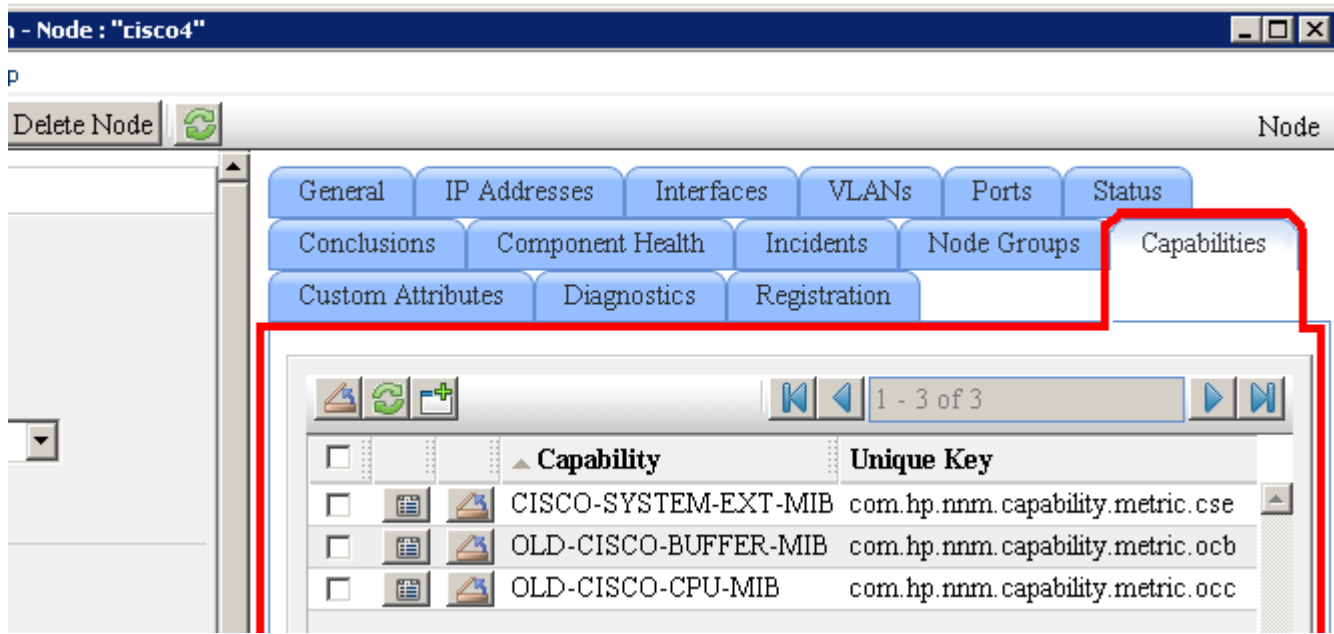 n - Node : "cisco4"
p
Delete Node
Node
General IP Addresses Interfaces VLANs Ports Status
Conclusions Component Health Incidents Node Groups Capabilities
Custom Attributes Diagnostics Registration
1 - 3 of 3
Capability Unique Key
CISCO-SYSTEM-EXT-MIB com.hp.nnm.capability.metric.cse
OLD-CISCO-BUFFER-MIB com.hp.nnm.capability.metric.ocb
OLD-CISCO-CPU-MIB com.hp.nnm.capability.metric.occ